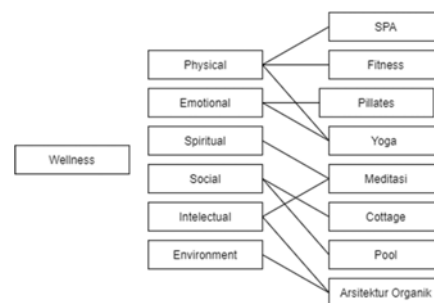 Wellness
Physical
Emotional
Spiritual
Social
Intelectual
Environment
SPA
Fitness
Pillates
Yoga
Meditasi
Cottage
Pool
Arsitektur Organik